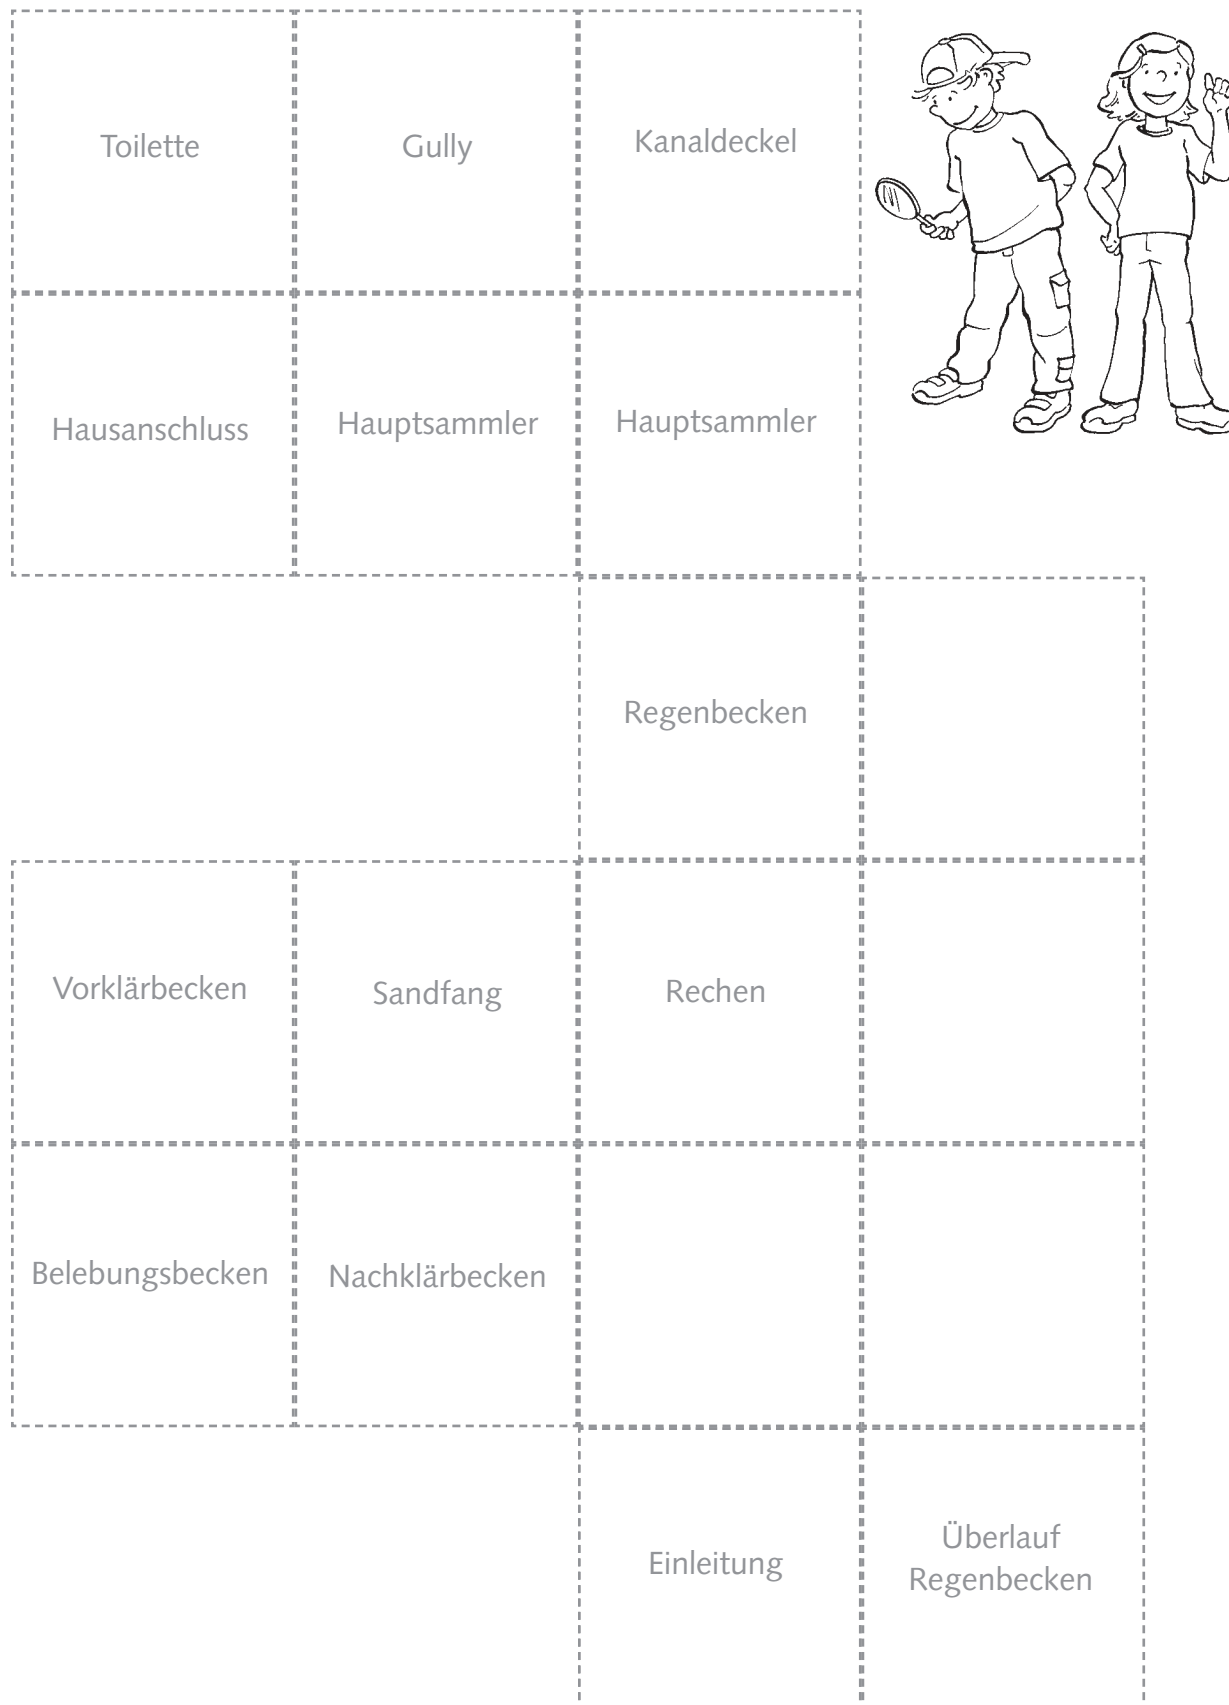 Toilette
Gully
Kanaldeckel
Hausanschluss
Hauptsammler
Hauptsammler
Regenbecken
Vorklärbecken
Sandfang
Rechen
Belebungsbecken
Nachklärbecken
Einleitung
Überlauf
Regenbecken